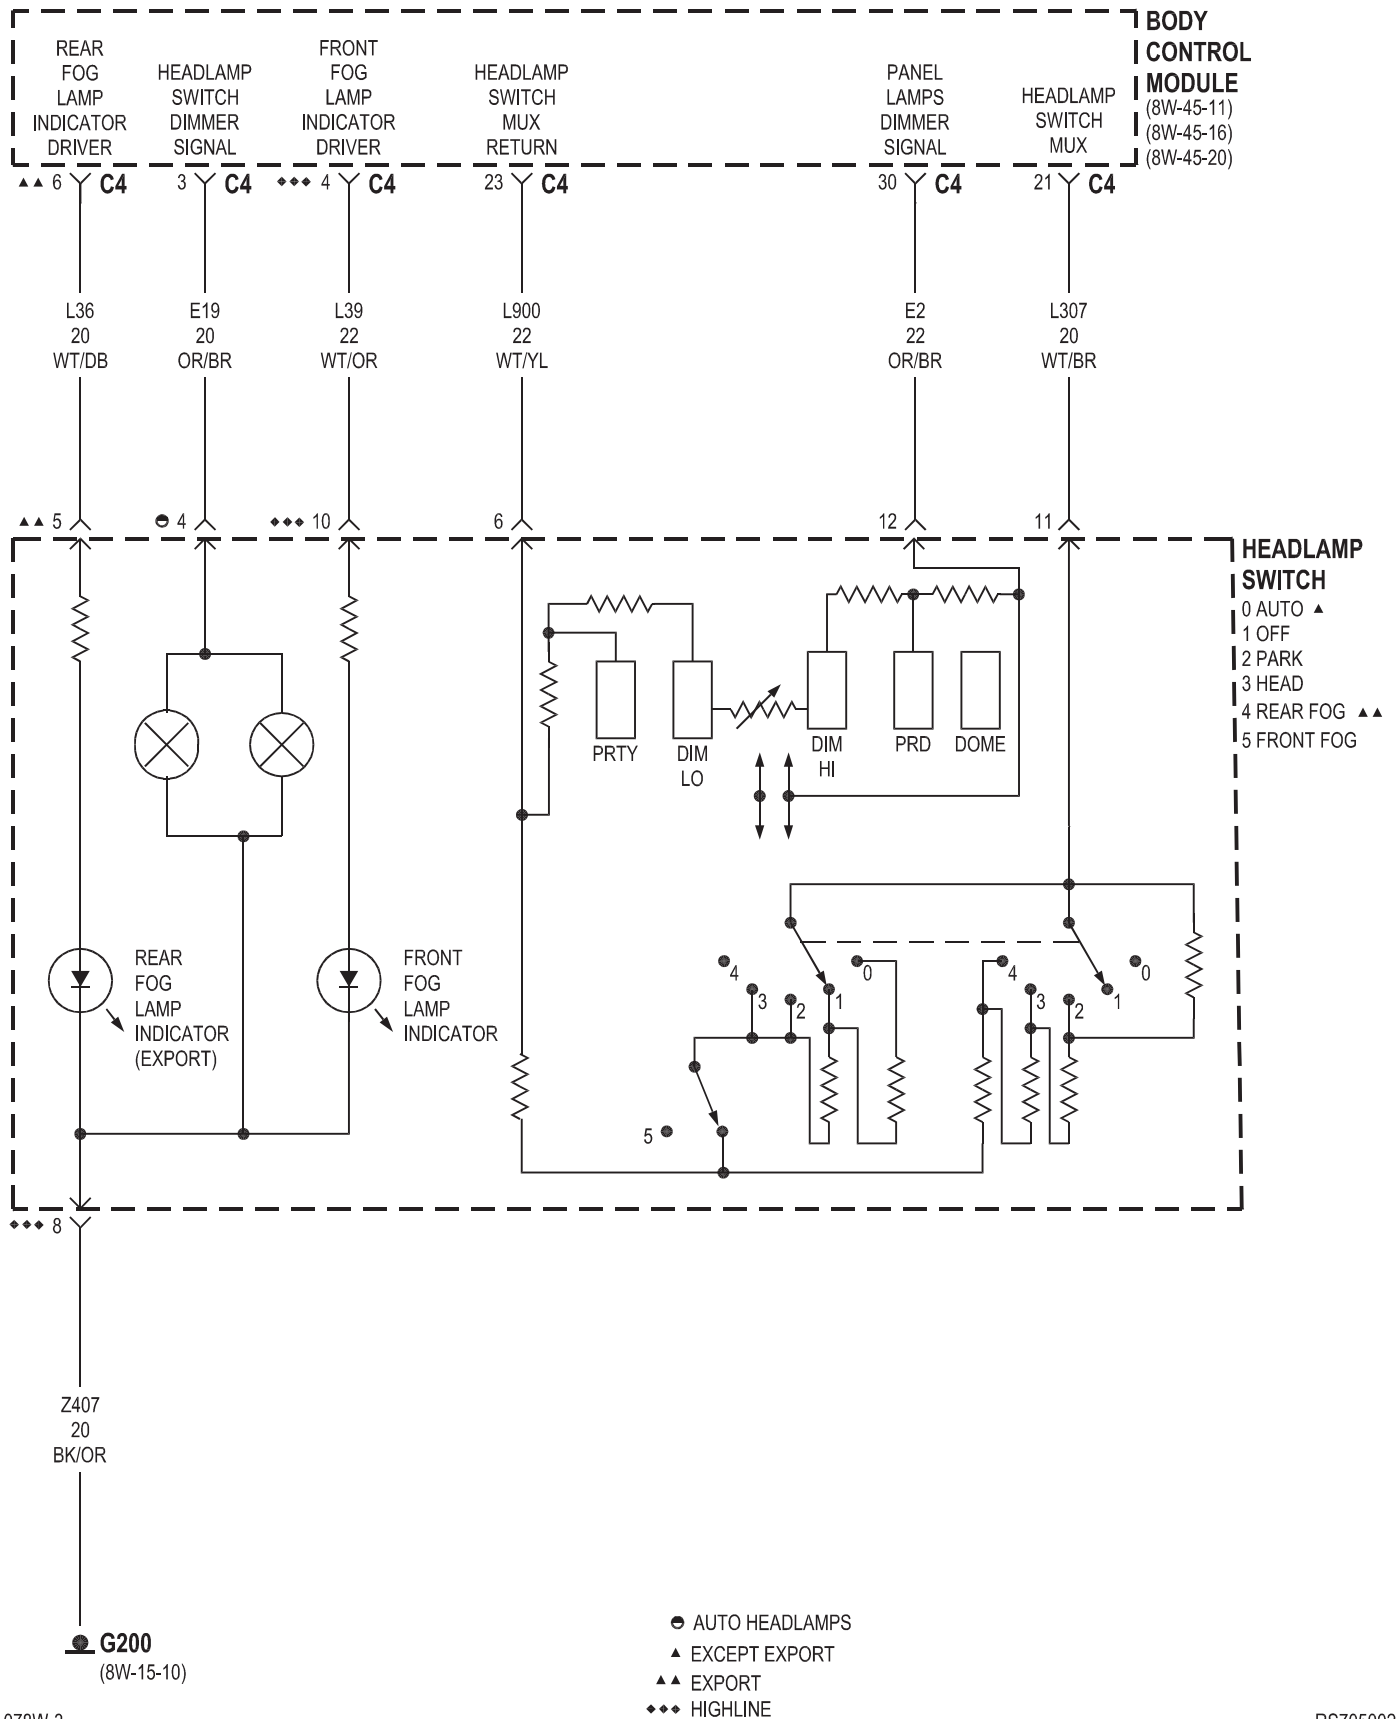 BODY
CONTROL
MODULE
(8W-45-11)
(8W-45-16)
(8W-45-20)
REAR
FOG
LAMP
INDICATOR
DRIVER
HEADLAMP
SWITCH
DIMMER
SIGNAL
FRONT
FOG
LAMP
INDICATOR
DRIVER
HEADLAMP
SWITCH
MUX
RETURN
PANEL
LAMPS
DIMMER
SIGNAL
HEADLAMP
SWITCH
MUX
▲▲ 6 C4
3 C4
◆◆◆ 4 C4
23 C4
30 C4
21 C4
L36
20
WT/DB
E19
20
OR/BR
L39
22
WT/OR
L900
22
WT/YL
E2
22
OR/BR
L307
20
WT/BR
▲▲ 5
4
◆◆◆ 10
6
12
11
HEADLAMP
SWITCH
0 AUTO ▲
1 OFF
2 PARK
3 HEAD
4 REAR FOG ▲▲
5 FRONT FOG
PRTY
DIM
LO
DIM
HI
PRD
DOME
REAR
FOG
LAMP
INDICATOR
(EXPORT)
FRONT
FOG
LAMP
INDICATOR
4
3
2
1
0
4
3
2
1
0
5
◆◆◆ 8
Z407
20
BK/OR
G200
(8W-15-10)
AUTO HEADLAMPS
▲ EXCEPT EXPORT
▲▲ EXPORT
◆◆◆ HIGHLINE